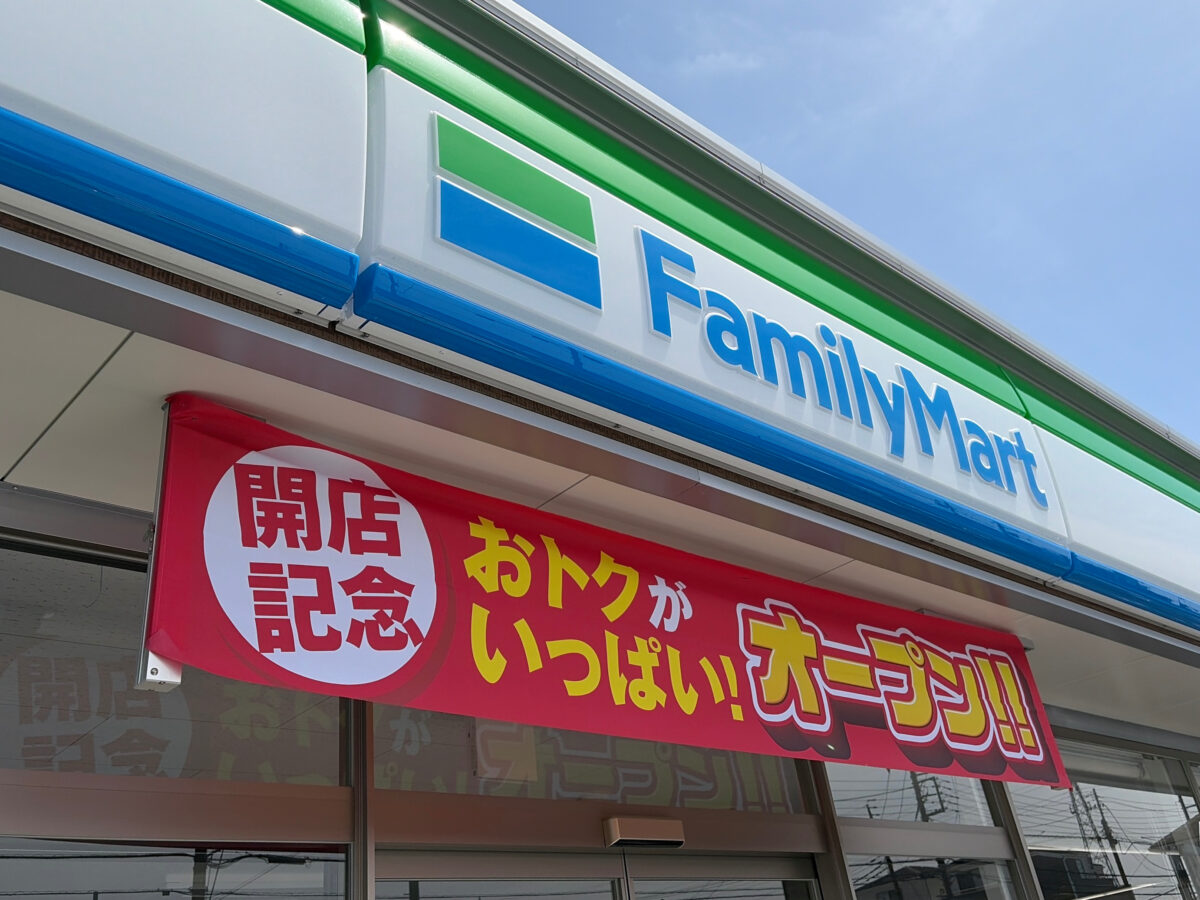 FamilyMart
開店
記念
おトクが
いっぱい!
オープン!!